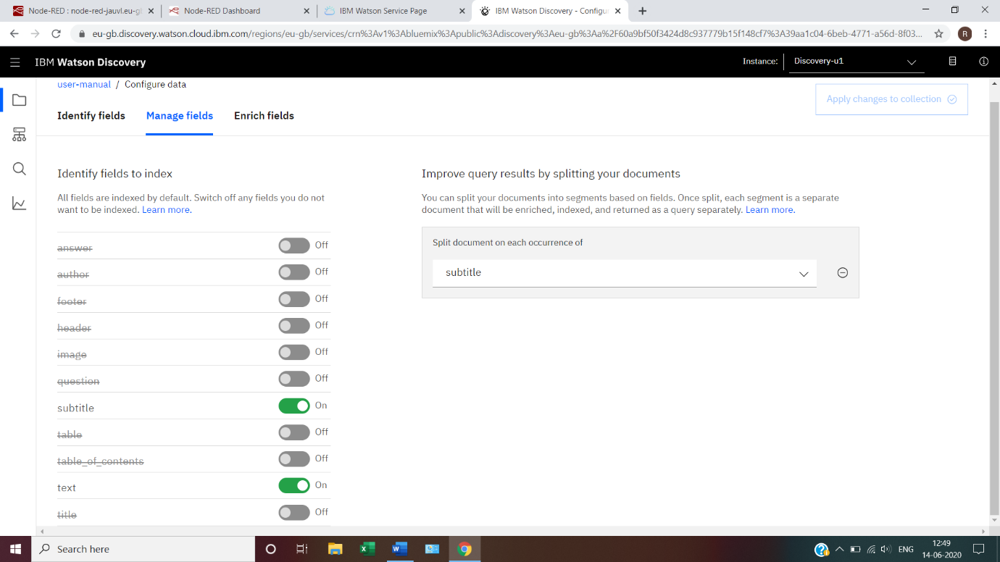 Node-RED : node-red-jauvl.eu-gl
Node-RED Dashboard
IBM Watson Service Page
IBM Watson Discovery - Configu
eu-gb.discovery.watson.cloud.ibm.com/regions/eu-gb/services/crn%3Av1%3Abluemix%3Apublic%3Adiscovery%3Aeu-gb%3Aa%2F60a9bf50f3424d8c937779b15f148cf7%3A39aa1c04-6beb-4771-a56d-8f03...
R
IBM Watson Discovery
Instance:
Discovery-u1
user-manual / Configure data
Apply changes to collection
Identify fields
Manage fields
Enrich fields
Identify fields to index
All fields are indexed by default. Switch off any fields you do not
want to be indexed. Learn more.
answer Off
author Off
footer Off
header Off
image Off
question Off
subtitle On
table Off
table_of_contents Off
text On
title Off
Improve query results by splitting your documents
You can split your documents into segments based on fields. Once split, each segment is a separate
document that will be enriched, indexed, and returned as a query separately. Learn more.
Split document on each occurrence of
subtitle
Search here
ENG
12:49
14-06-2020